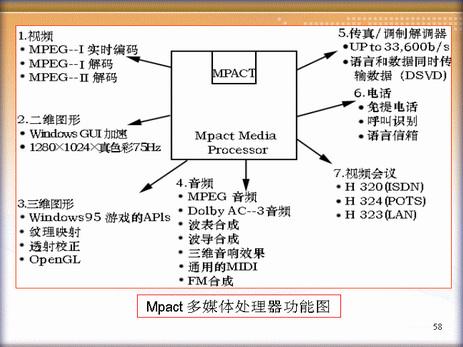 1.视频
• MPEG--I 实时编码
• MPEG--I 解码
• MPEG--II 解码
2.二维图形
• Windows GUI 加速
• 1280×1024×真色彩75Hz
3.三维图形
• Windows95 游戏的APIs
• 纹理映射
• 透射校正
• OpenGL
MPACT
Mpact Media
Processor
4.音频
• MPEG 音频
• Dolby AC--3音频
• 波表合成
• 波导合成
• 三维音响效果
• 通用的MIDI
• FM合成
5.传真/调制解调器
•UP to 33,600b/s
•语言和数据同时传
输数据（DSVD)
6.电话
• 免提电话
• 呼叫识别
• 语言信箱
7.视频会议
• H 320(ISDN)
• H 324(POTS)
• H 323(LAN)
Mpact 多媒体处理器功能图
58